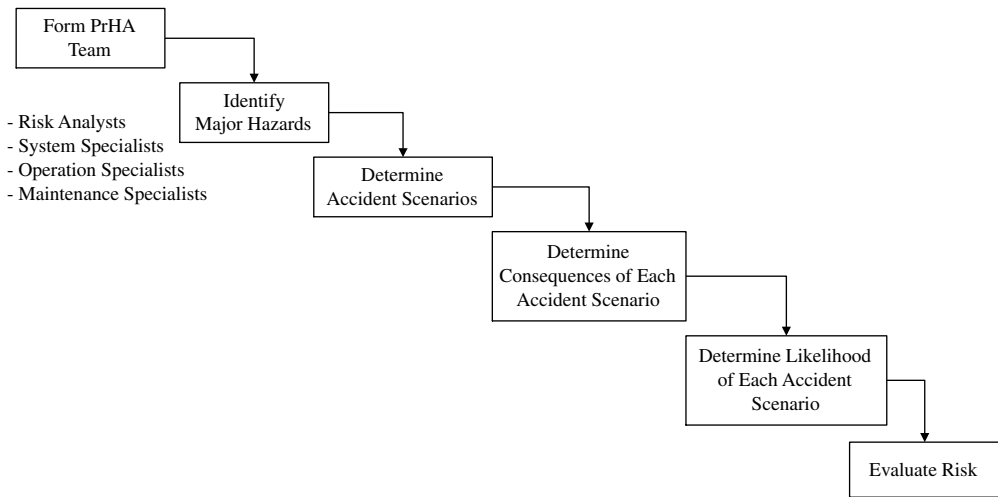 Form PrHA
Team
Identify
Major Hazards
- Risk Analysts
- System Specialists
- Operation Specialists
- Maintenance Specialists
Determine
Accident Scenarios
Determine
Consequences of Each
Accident Scenario
Determine Likelihood
of Each Accident
Scenario
Evaluate Risk